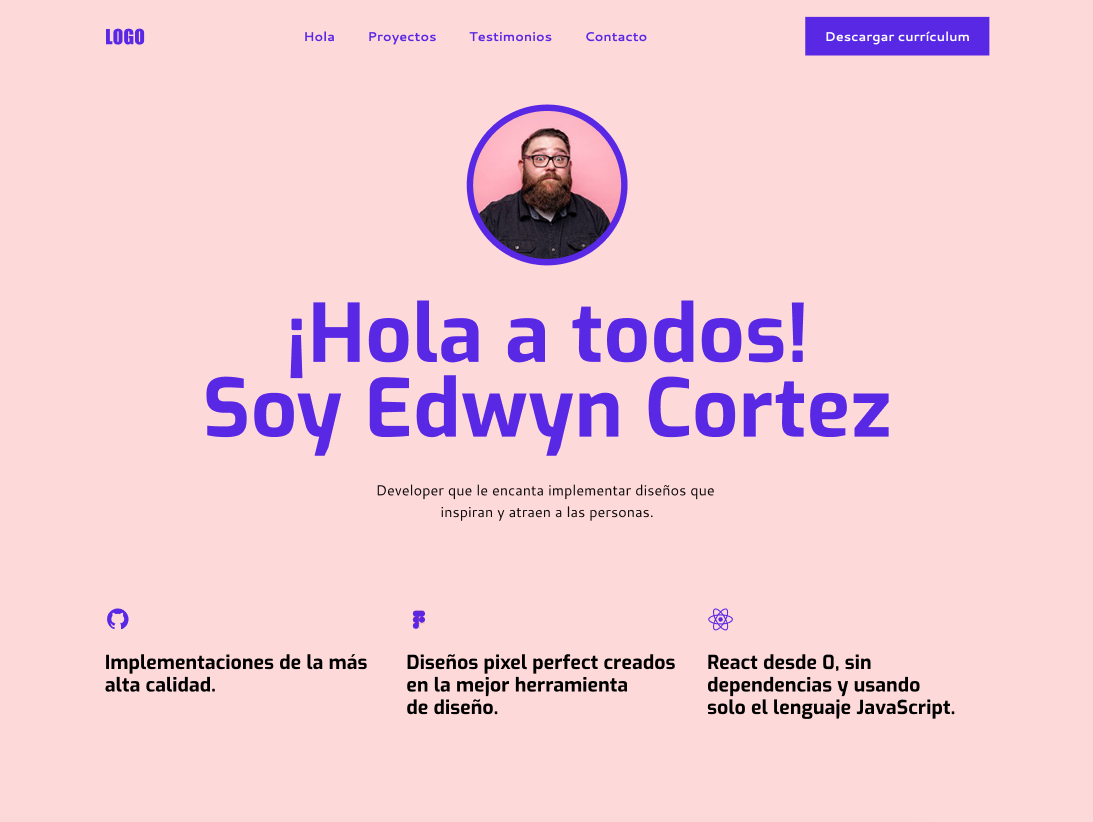 LOGO
Hola
Proyectos
Testimonios
Contacto
Descargar currículum
¡Hola a todos!
Soy Edwyn Cortez
Developer que le encanta implementar diseños que
inspiran y atraen a las personas.
Implementaciones de la más
alta calidad.
Diseños pixel perfect creados
en la mejor herramienta
de diseño.
React desde 0, sin
dependencias y usando
solo el lenguaje JavaScript.